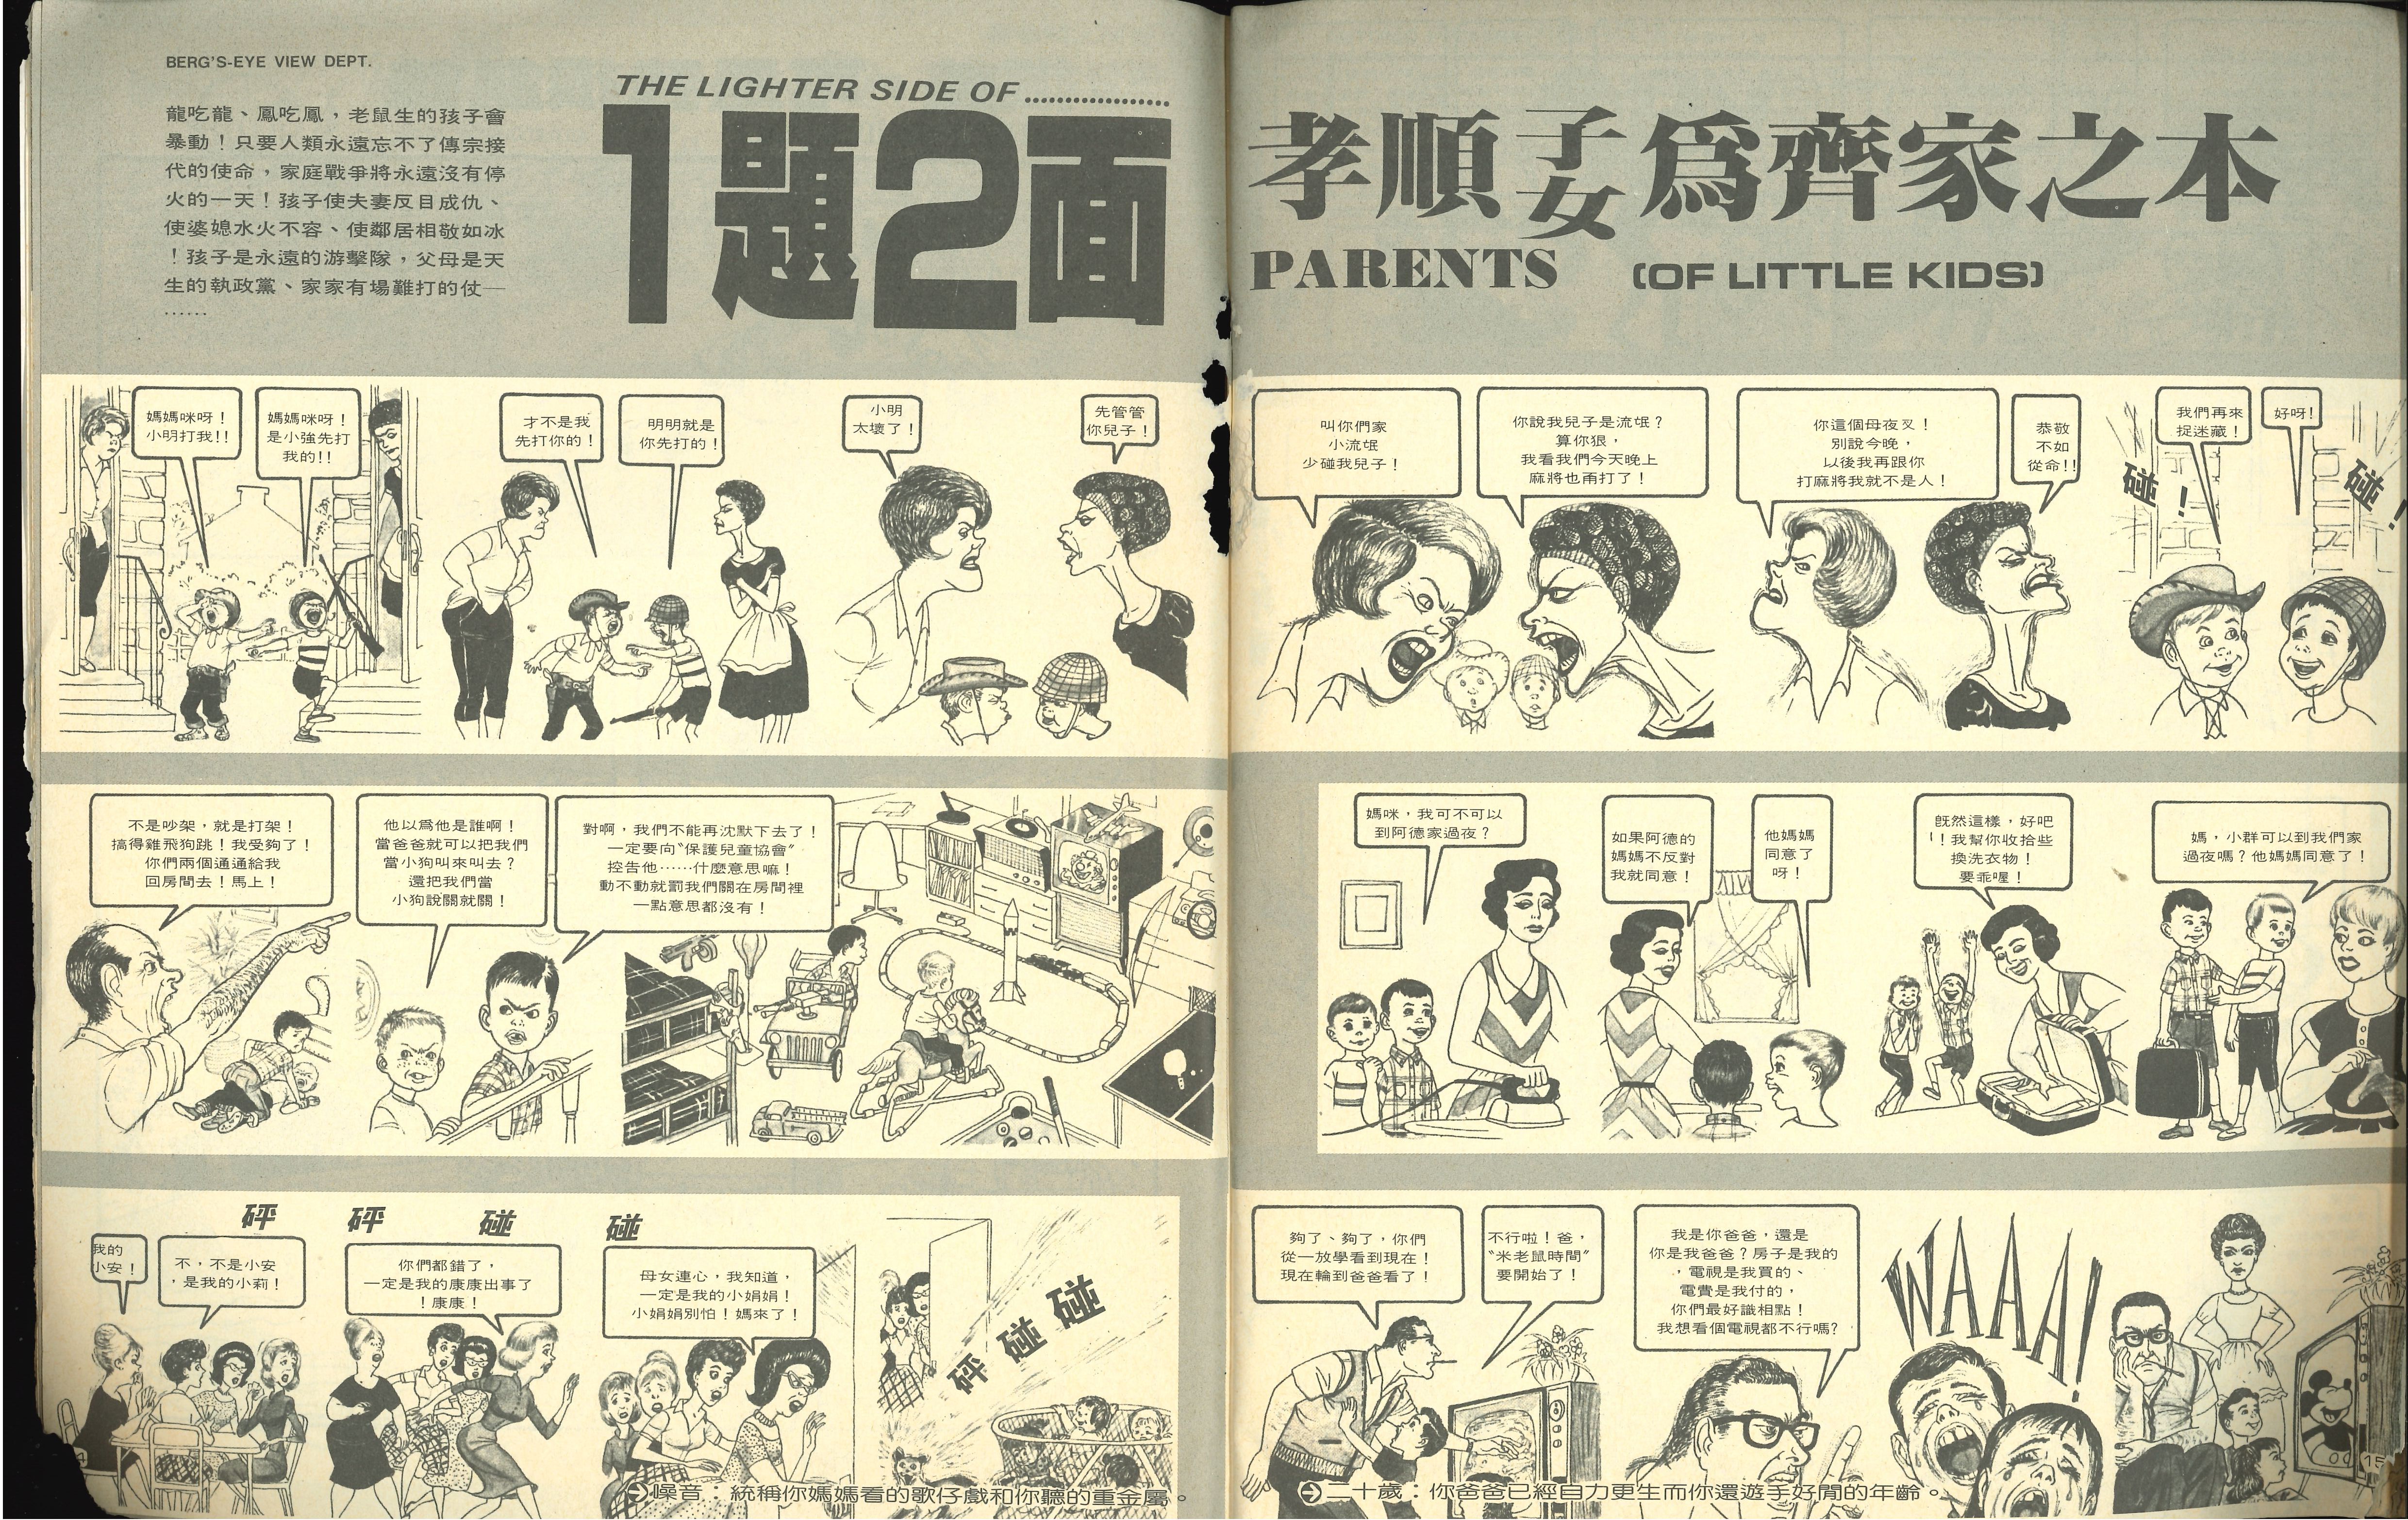 BERG'S-EYE VIEW DEPT.
龍吃龍、鳳吃鳳，老鼠生的孩子會
暴動！只要人類永遠忘不了傳宗接
代的使命，家庭戰爭將永遠沒有停
火的一天！孩子使夫妻反目成仇、
使婆媳水火不容、使鄰居相敬如冰
！孩子是永遠的游擊隊，父母是天
生的執政黨、家家有場難打的仗—
……
THE LIGHTER SIDE OF..................
1題2面
孝順子女為齊家之本
PARENTS (OF LITTLE KIDS)
媽媽咪呀！
小明打我!!
媽媽咪呀！
是小強先打
我的!!
才不是我
先打你的！
明明就是
你先打的！
小明
太壞了！
先管管
你兒子！
叫你們家
小流氓
少碰我兒子！
你說我兒子是流氓？
算你狠，
我看我們今天晚上
麻將也甭打了！
你這個母夜叉！
別說今晚，
以後我再跟你
打麻將我就不是人！
恭敬
不如
從命!!
碰！
我們再來
捉迷藏！
好呀！
碰！
不是吵架，就是打架！
搞得雞飛狗跳！我受夠了！
你們兩個通通給我
回房間去！馬上！
他以為他是誰啊！
當爸爸就可以把我們
當小狗叫來叫去？
還把我們當
小狗說關就關！
對啊，我們不能再沈默下去了！
一定要向“保護兒童協會”
控告他……什麼意思嘛！
動不動就罰我們關在房間裡
一點意思都沒有！
媽咪，我可不可以
到阿德家過夜？
如果阿德的
媽媽不反對
我就同意！
他媽媽
同意了
呀！
既然這樣，好吧
！我幫你收拾些
換洗衣物！
要乖喔！
媽，小群可以到我們家
過夜嗎？他媽媽同意了！
砰 砰 碰 碰
我的
小安！
不，不是小安
，是我的小莉！
你們都錯了，
一定是我的康康出事了
！康康！
母女連心，我知道，
一定是我的小娟娟！
小娟娟別怕！媽來了！
砰碰碰
夠了、夠了，你們
從一放學看到現在！
現在輪到爸爸看了！
不行啦！爸，
“米老鼠時間”
要開始了！
我是你爸爸，還是
你是我爸爸？房子是我的
，電視是我買的、
電費是我付的，
你們最好識相點！
我想看個電視都不行嗎？
WAAA!
噪音：統稱你媽媽看的歌仔戲和你聽的重金屬。
二十歲：你爸爸已經自力更生而你還遊手好閒的年齡。